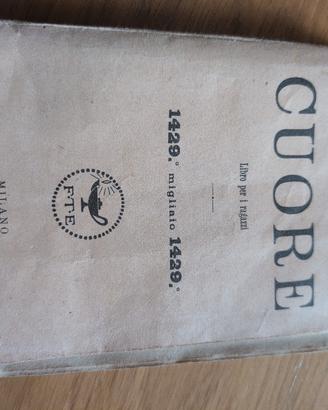 CUORE
Libro per i ragazzi
1429.° migliaio 1429.°
F·T·E
MILANO